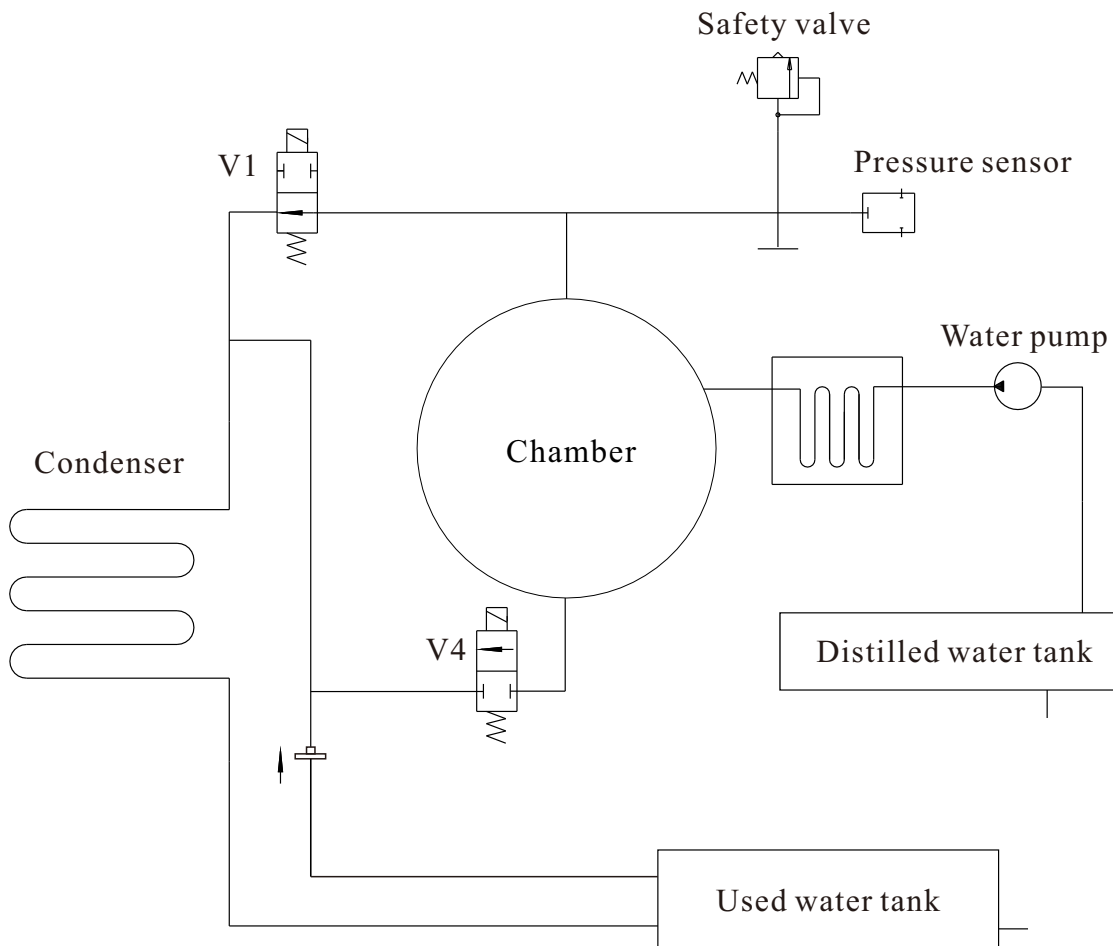 Safety valve
V1
Pressure sensor
Water pump
Chamber
Condenser
V4
Distilled water tank
Used water tank